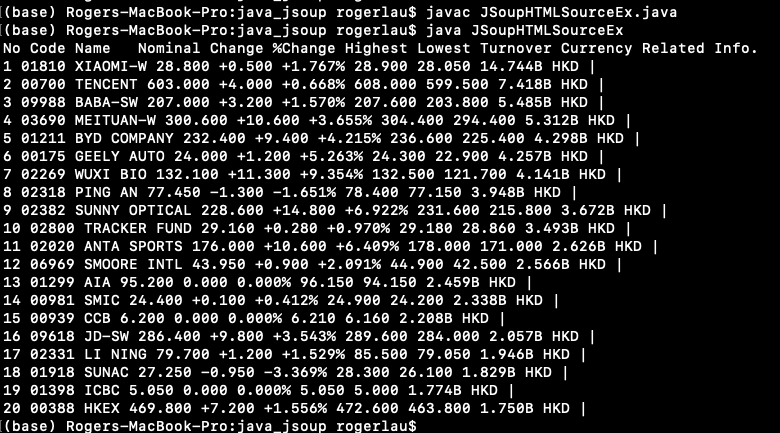 [(base) Rogers-MacBook-Pro:java_jsoup rogerlau$ javac JSoupHTMLSourceEx.java
[(base) Rogers-MacBook-Pro:java_jsoup rogerlau$ java JSoupHTMLSourceEx
No Code Name   Nominal Change %Change Highest Lowest Turnover Currency Related Info.
1 01810 XIAOMI-W 28.800 +0.500 +1.767% 28.900 28.050 14.744B HKD |
2 00700 TENCENT 603.000 +4.000 +0.668% 608.000 599.500 7.418B HKD |
3 09988 BABA-SW 207.000 +3.200 +1.570% 207.600 203.800 5.485B HKD |
4 03690 MEITUAN-W 300.600 +10.600 +3.655% 304.400 294.400 5.312B HKD |
5 01211 BYD COMPANY 232.400 +9.400 +4.215% 236.600 225.400 4.298B HKD |
6 00175 GEELY AUTO 24.000 +1.200 +5.263% 24.300 22.900 4.257B HKD |
7 02269 WUXI BIO 132.100 +11.300 +9.354% 132.500 121.700 4.141B HKD |
8 02318 PING AN 77.450 -1.300 -1.651% 78.400 77.150 3.948B HKD |
9 02382 SUNNY OPTICAL 228.600 +14.800 +6.922% 231.600 215.800 3.672B HKD |
10 02800 TRACKER FUND 29.160 +0.280 +0.970% 29.180 28.860 3.493B HKD |
11 02020 ANTA SPORTS 176.000 +10.600 +6.409% 178.000 171.000 2.626B HKD |
12 06969 SMOORE INTL 43.950 +0.900 +2.091% 44.900 42.500 2.566B HKD |
13 01299 AIA 95.200 0.000 0.000% 96.150 94.150 2.459B HKD |
14 00981 SMIC 24.400 +0.100 +0.412% 24.900 24.200 2.338B HKD |
15 00939 CCB 6.200 0.000 0.000% 6.210 6.160 2.208B HKD |
16 09618 JD-SW 286.400 +9.800 +3.543% 289.600 284.000 2.057B HKD |
17 02331 LI NING 79.700 +1.200 +1.529% 85.500 79.050 1.946B HKD |
18 01918 SUNAC 27.250 -0.950 -3.369% 28.300 26.100 1.829B HKD |
19 01398 ICBC 5.050 0.000 0.000% 5.050 5.000 1.774B HKD |
20 00388 HKEX 469.800 +7.200 +1.556% 472.600 463.800 1.750B HKD |
(base) Rogers-MacBook-Pro:java_jsoup rogerlau$